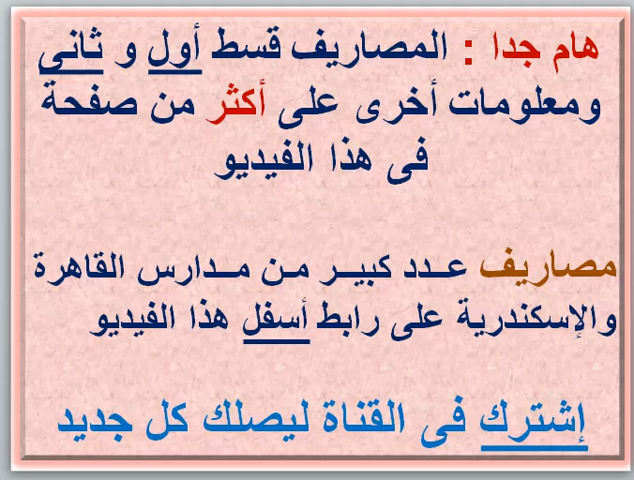 هام جدا : المصاريف قسط أول و ثانى
ومعلومات أخرى على أكثر من صفحة
فى هذا الفيديو
مصاريف عدد كبير من مدارس القاهرة
والإسكندرية على رابط أسفل هذا الفيديو
إشترك فى القناة ليصلك كل جديد